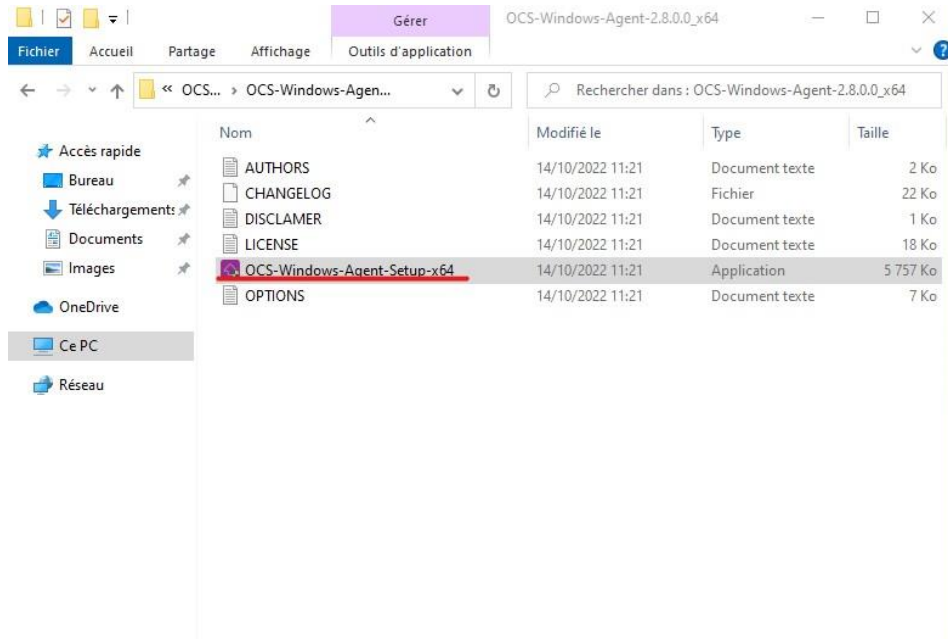 Gérer
OCS-Windows-Agent-2.8.0.0_x64
Fichier Accueil Partage Affichage Outils d'application
« OCS... › OCS-Windows-Agen... Rechercher dans : OCS-Windows-Agent-2.8.0.0_x64
Nom Modifié le Type Taille
Accès rapide
Bureau
Téléchargements
Documents
Images
OneDrive
Ce PC
Réseau
AUTHORS 14/10/2022 11:21 Document texte 2 Ko
CHANGELOG 14/10/2022 11:21 Fichier 22 Ko
DISCLAMER 14/10/2022 11:21 Document texte 1 Ko
LICENSE 14/10/2022 11:21 Document texte 18 Ko
OCS-Windows-Agent-Setup-x64 14/10/2022 11:21 Application 5 757 Ko
OPTIONS 14/10/2022 11:21 Document texte 7 Ko